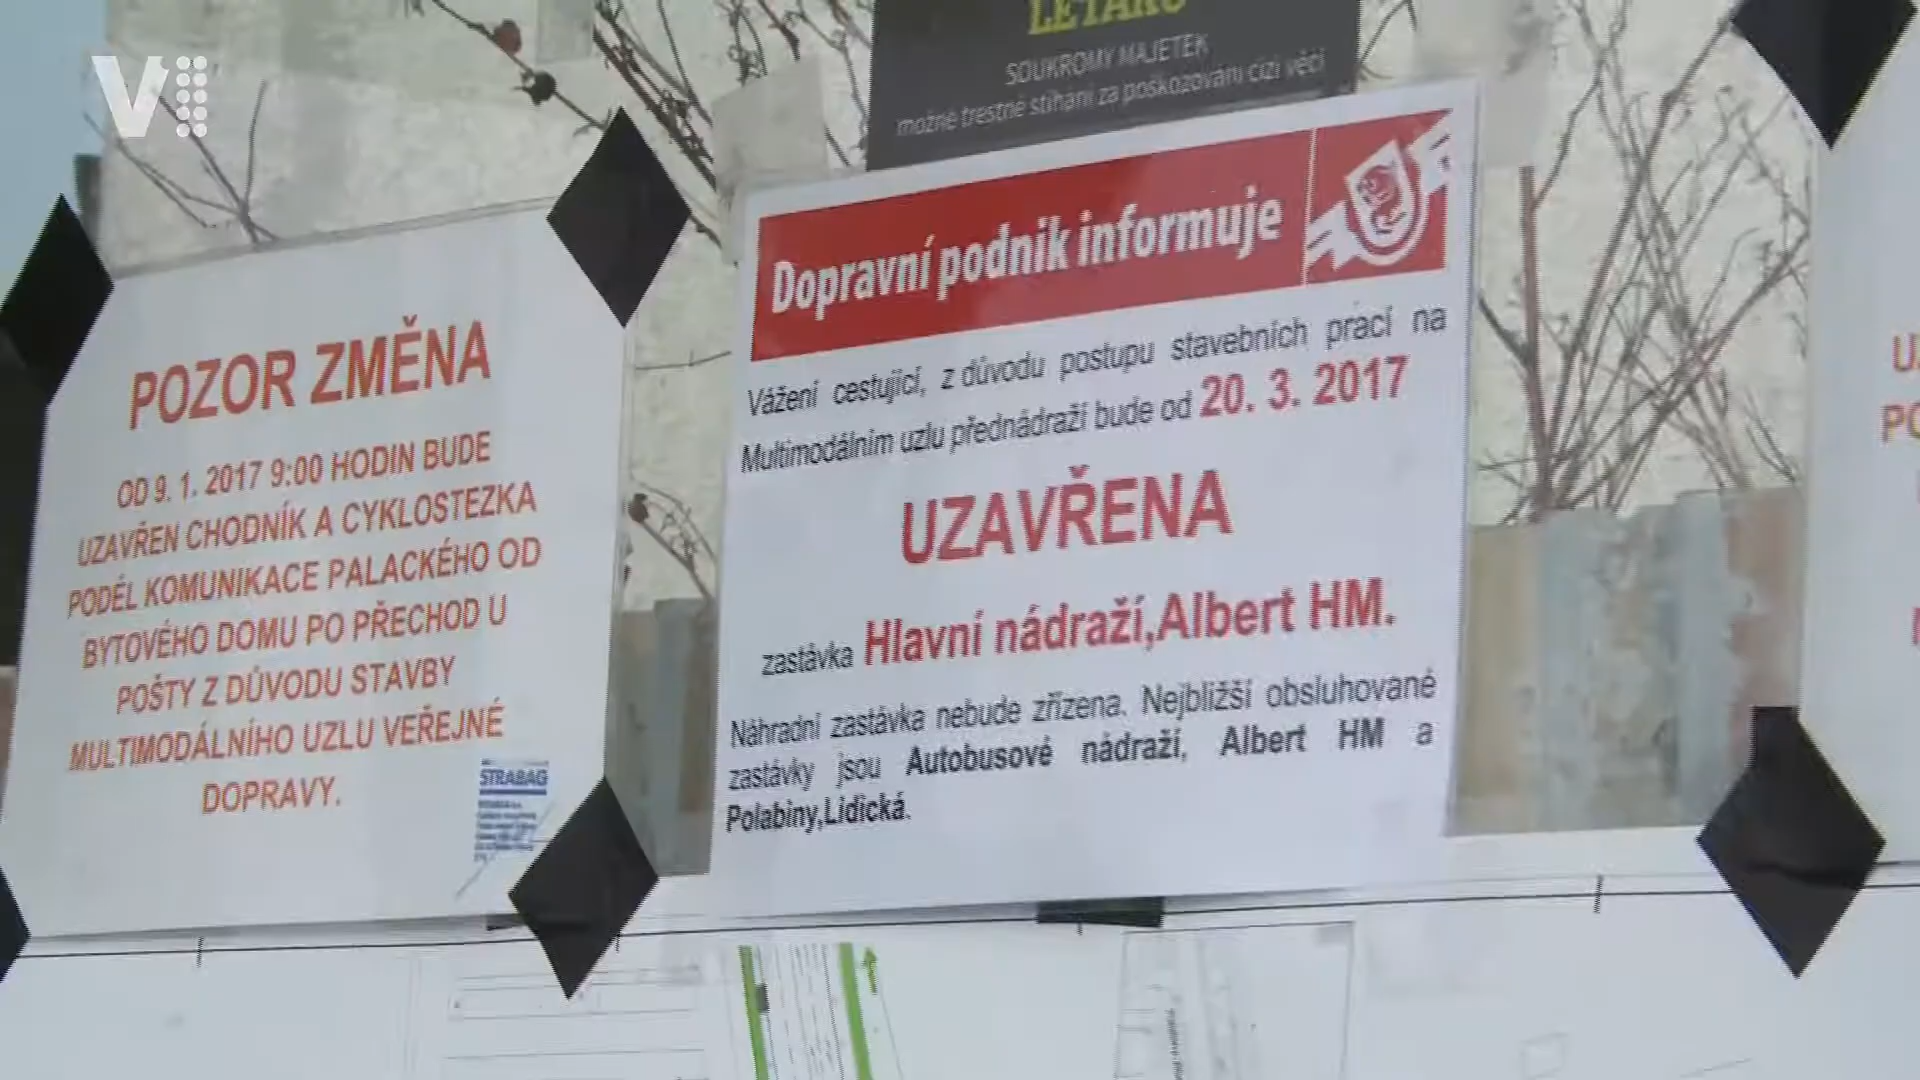 LETÁKŮ
SOUKROMÝ MAJETEK
možné trestné stíhání za poškozování cizí věci
POZOR ZMĚNA
OD 9. 1. 2017 9:00 HODIN BUDE
UZAVŘEN CHODNÍK A CYKLOSTEZKA
PODÉL KOMUNIKACE PALACKÉHO OD
BYTOVÉHO DOMU PO PŘECHOD U
POŠTY Z DŮVODU STAVBY
MULTIMODÁLNÍHO UZLU VEŘEJNÉ
DOPRAVY.
STRABAG
Dopravní podnik informuje
Vážení cestující, z důvodu postupu stavebních prací na
Multimodálním uzlu přednádraží bude od 20. 3. 2017
UZAVŘENA
zastávka Hlavní nádraží,Albert HM.
Náhradní zastávka nebude zřízena. Nejbližší obsluhované
zastávky jsou Autobusové nádraží, Albert HM a
Polabiny,Lidická.